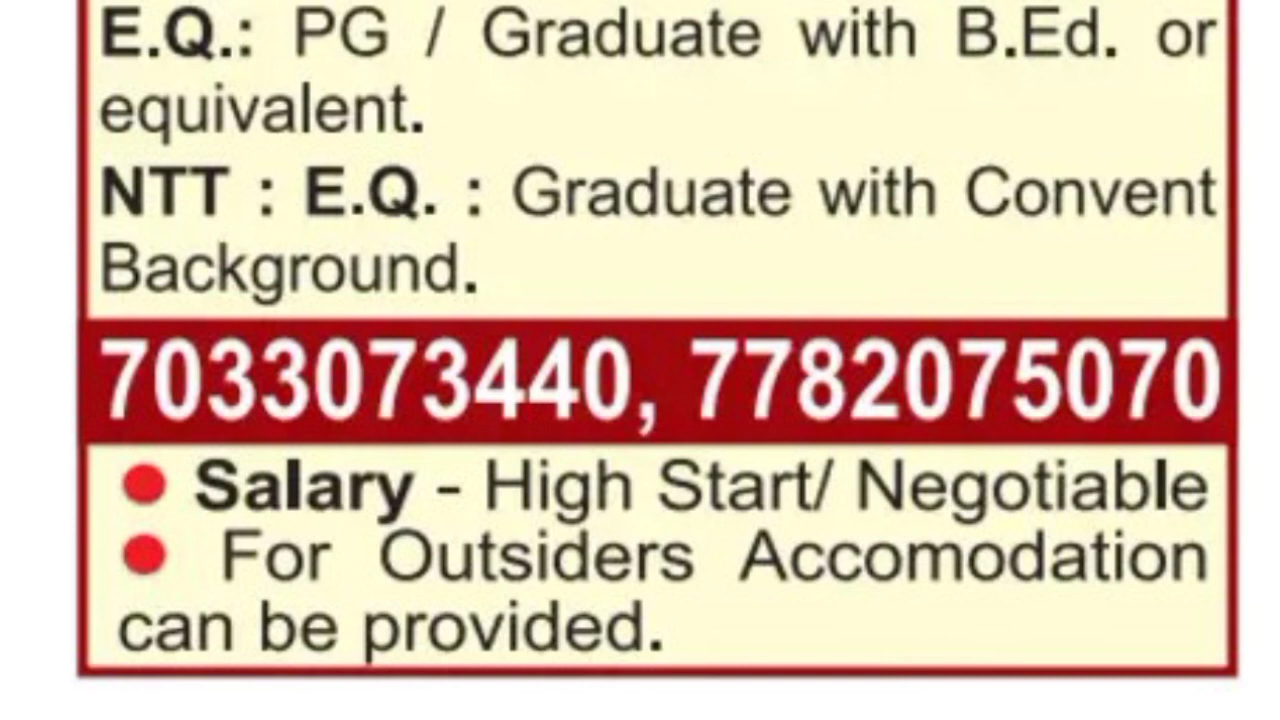 E.Q.: PG / Graduate with B.Ed. or
equivalent.
NTT : E.Q. : Graduate with Convent
Background.
7033073440, 7782075070
● Salary - High Start/ Negotiable
● For Outsiders Accomodation
can be provided.